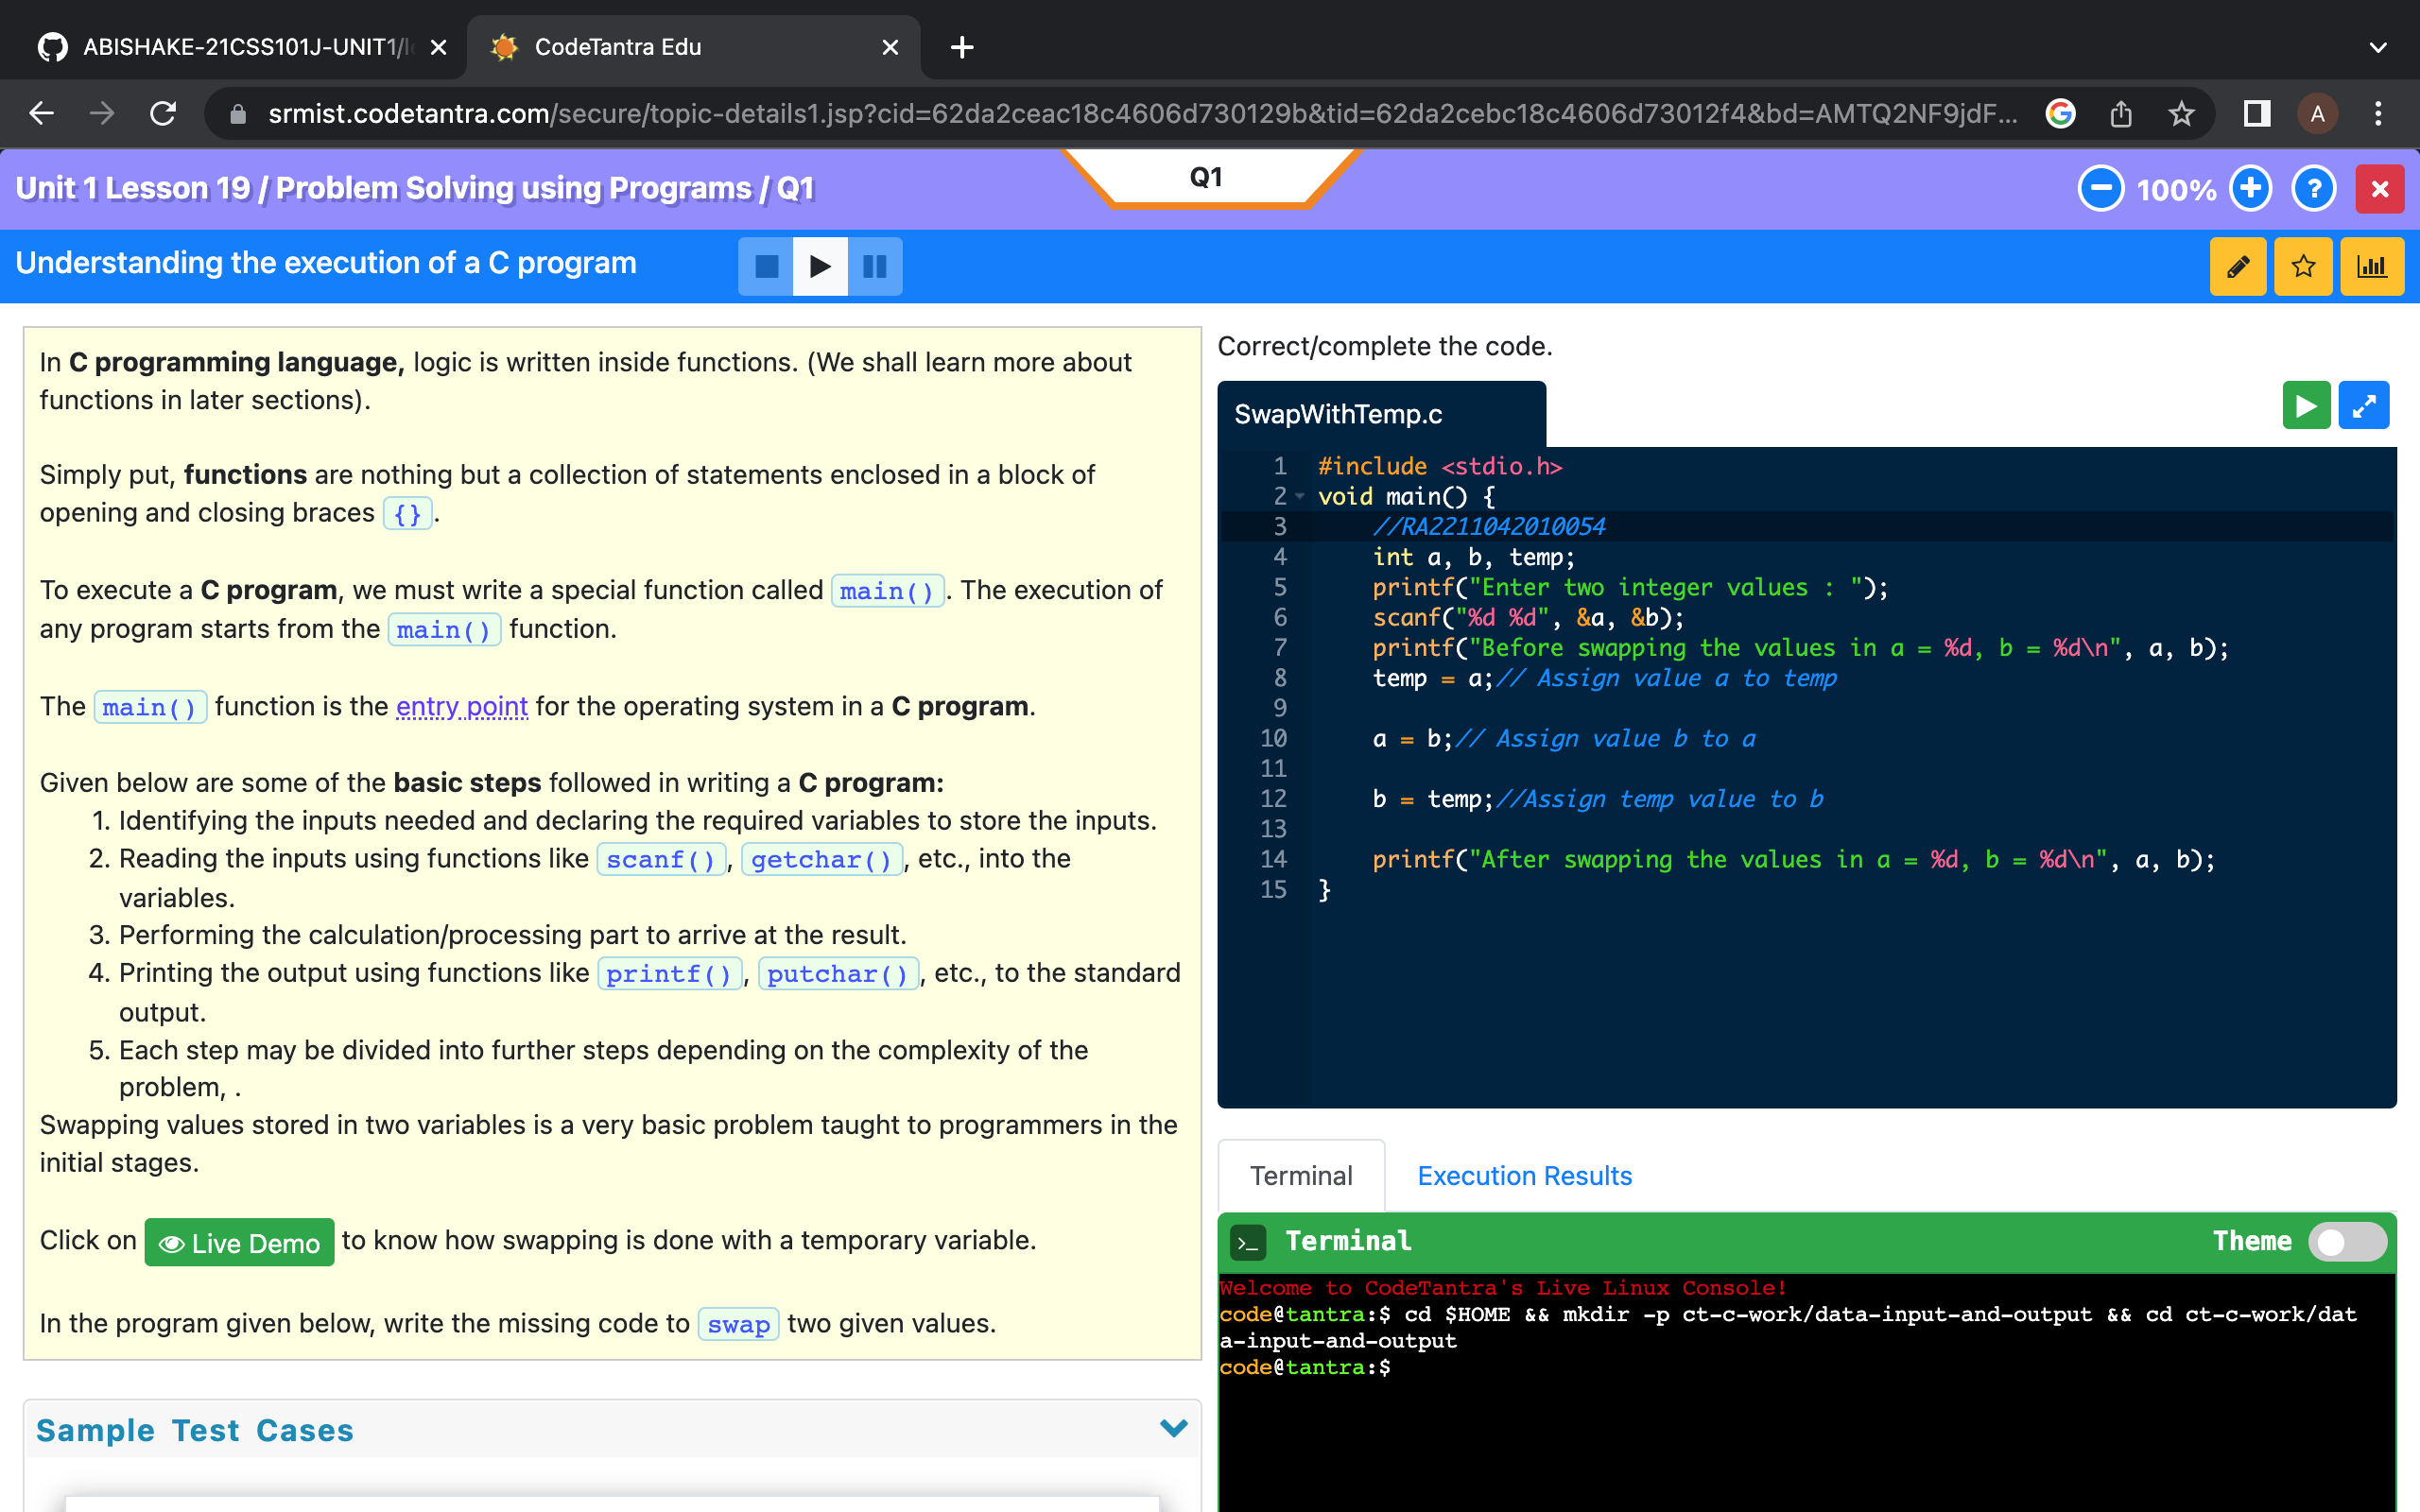 ABISHAKE-21CSS101J-UNIT1/l
CodeTantra Edu
srmist.codetantra.com/secure/topic-details1.jsp?cid=62da2ceac18c4606d730129b&tid=62da2cebc18c4606d73012f4&bd=AMTQ2NF9jdF...
A
Unit 1 Lesson 19 / Problem Solving using Programs / Q1
Q1
100%
?
Understanding the execution of a C program
In C programming language, logic is written inside functions. (We shall learn more about
functions in later sections).
Simply put, functions are nothing but a collection of statements enclosed in a block of
opening and closing braces {}.
To execute a C program, we must write a special function called main(). The execution of
any program starts from the main() function.
The main() function is the entry point for the operating system in a C program.
Given below are some of the basic steps followed in writing a C program:
1. Identifying the inputs needed and declaring the required variables to store the inputs.
2. Reading the inputs using functions like scanf(), getchar(), etc., into the
variables.
3. Performing the calculation/processing part to arrive at the result.
4. Printing the output using functions like printf(), putchar(), etc., to the standard
output.
5. Each step may be divided into further steps depending on the complexity of the
problem, .
Swapping values stored in two variables is a very basic problem taught to programmers in the
initial stages.
Click on Live Demo to know how swapping is done with a temporary variable.
In the program given below, write the missing code to swap two given values.
Sample Test Cases
Correct/complete the code.
SwapWithTemp.c
1 #include <stdio.h>
2 void main() {
3 //RA2211042010054
4 int a, b, temp;
5 printf("Enter two integer values : ");
6 scanf("%d %d", &a, &b);
7 printf("Before swapping the values in a = %d, b = %d\n", a, b);
8 temp = a;// Assign value a to temp
9
10 a = b;// Assign value b to a
11
12 b = temp;//Assign temp value to b
13
14 printf("After swapping the values in a = %d, b = %d\n", a, b);
15 }
Terminal
Execution Results
>_ Terminal
Theme
Welcome to CodeTantra's Live Linux Console!
code@tantra:$ cd $HOME && mkdir -p ct-c-work/data-input-and-output && cd ct-c-work/dat
a-input-and-output
code@tantra:$